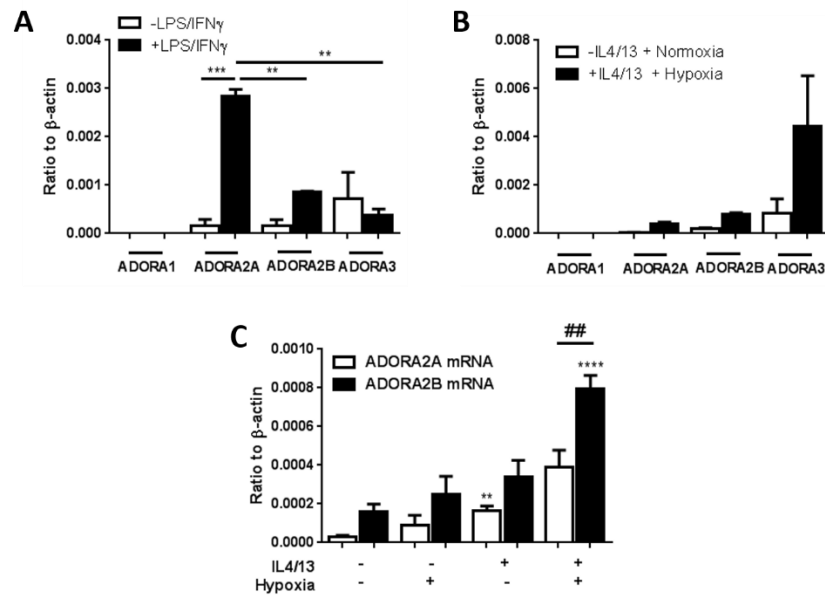 A
-LPS/IFNγ
+LPS/IFNγ
Ratio to β-actin
0.004
0.003
0.002
0.001
0.000
***
**
**
ADORA1 ADORA2A ADORA2B ADORA3
B
-IL4/13 + Normoxia
+IL4/13 + Hypoxia
Ratio to β-actin
0.008
0.006
0.004
0.002
0.000
ADORA1 ADORA2A ADORA2B ADORA3
C
ADORA2A mRNA
ADORA2B mRNA
Ratio to β-actin
0.0010
0.0008
0.0006
0.0004
0.0002
0.0000
##
****
**
IL4/13 - - + +
Hypoxia - + - +